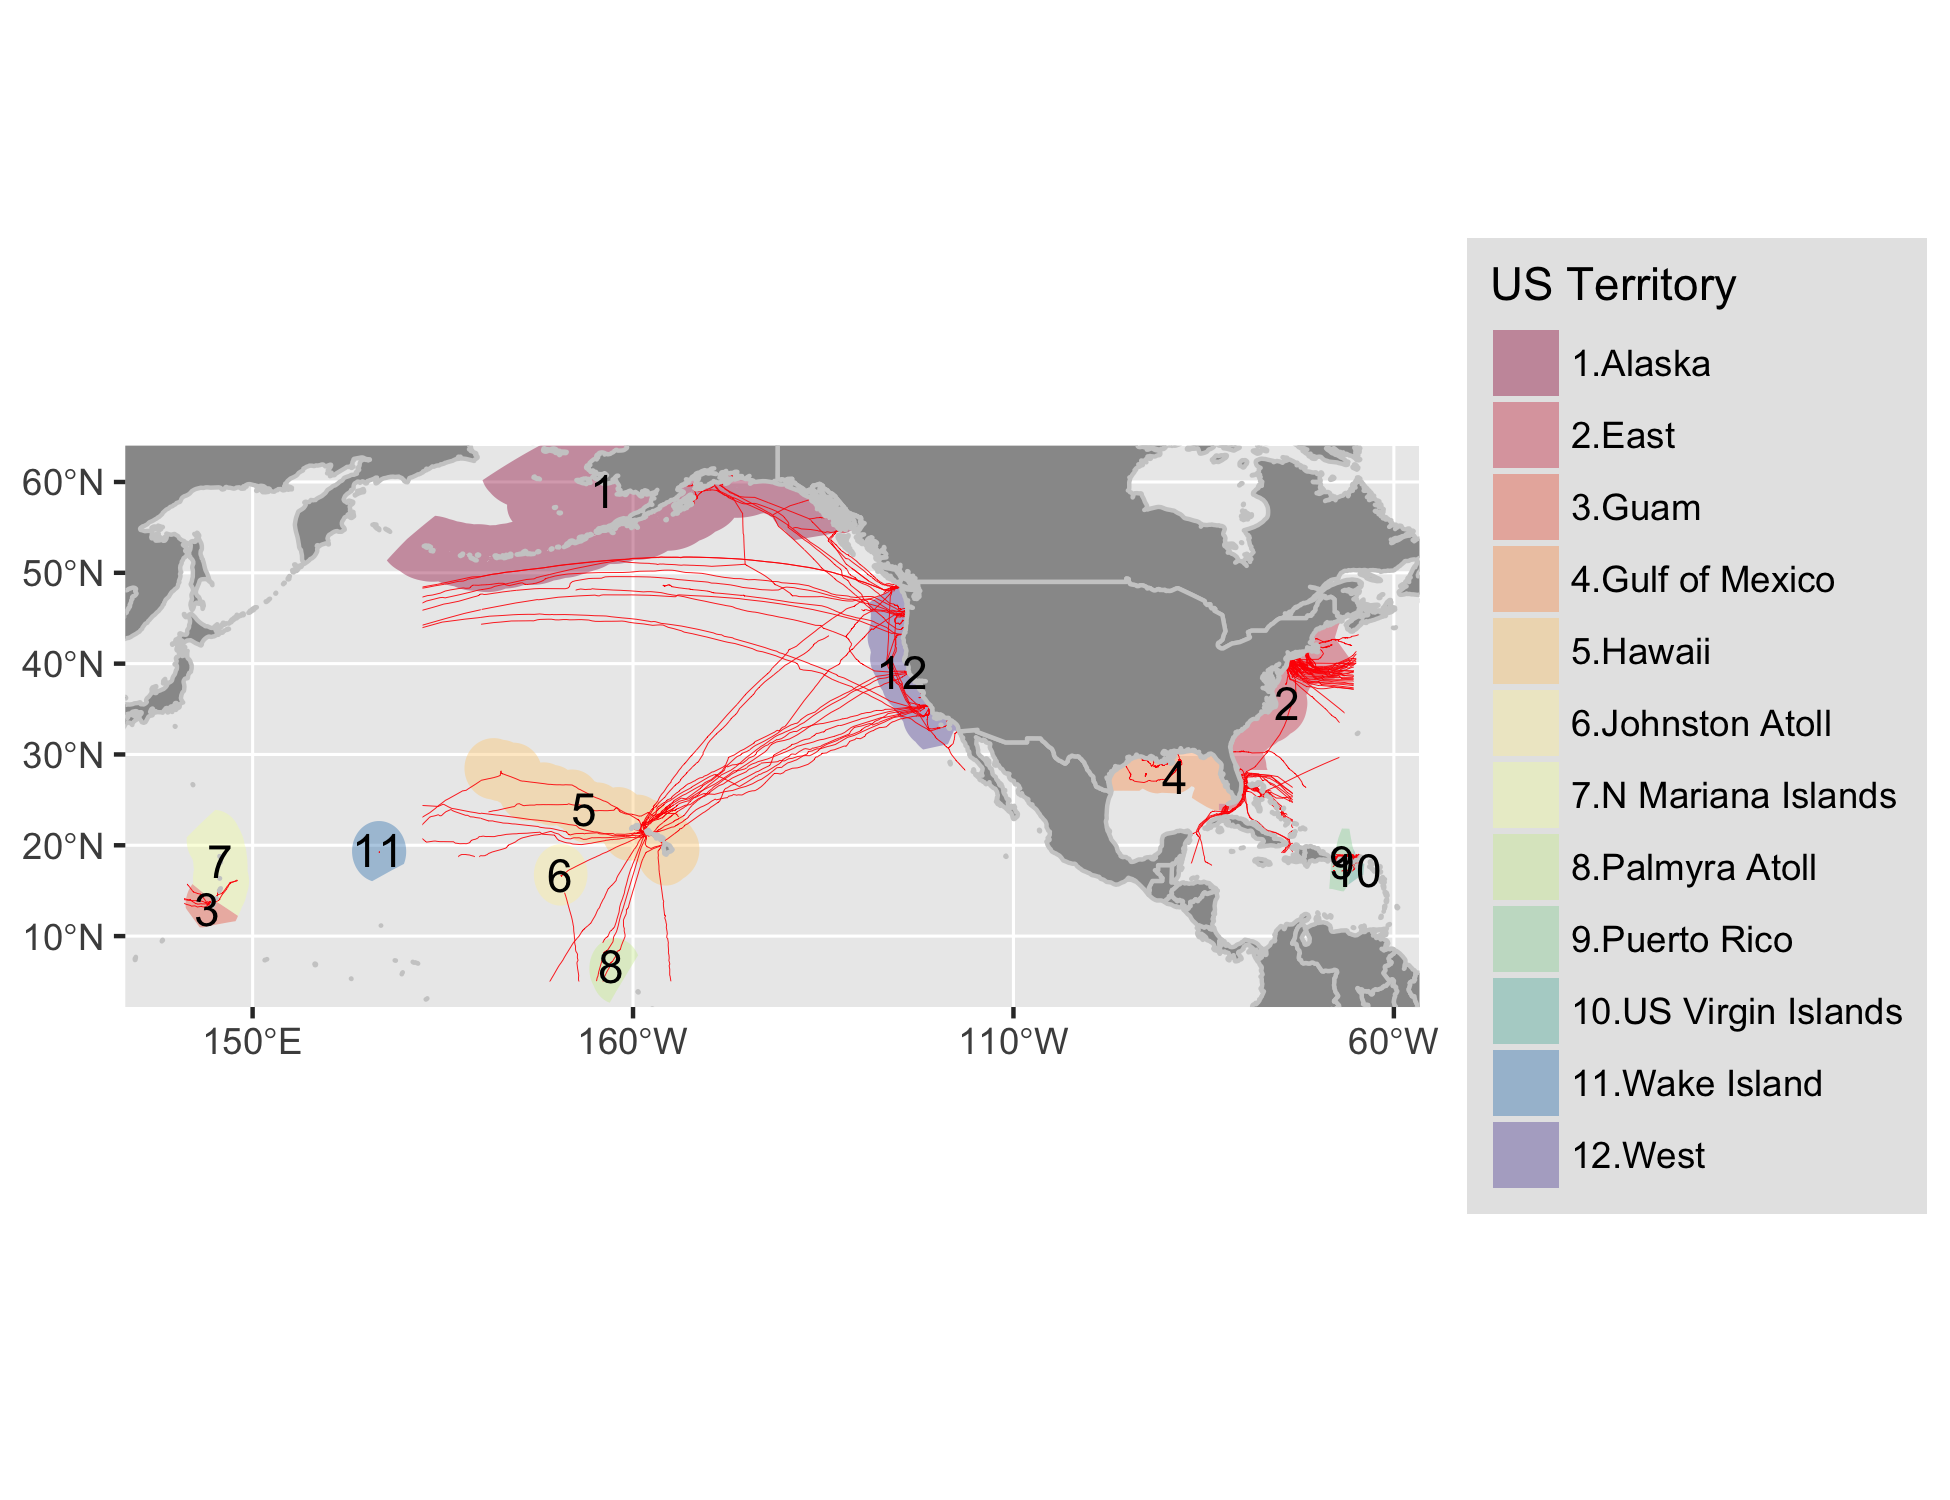 US Territory
1.Alaska
2.East
3.Guam
4.Gulf of Mexico
5.Hawaii
6.Johnston Atoll
7.N Mariana Islands
8.Palmyra Atoll
9.Puerto Rico
10.US Virgin Islands
11.Wake Island
12.West
60°N
50°N
40°N
30°N
20°N
10°N
150°E
160°W
110°W
60°W
1
12
2
4
5
11
7
6
9
10
3
8